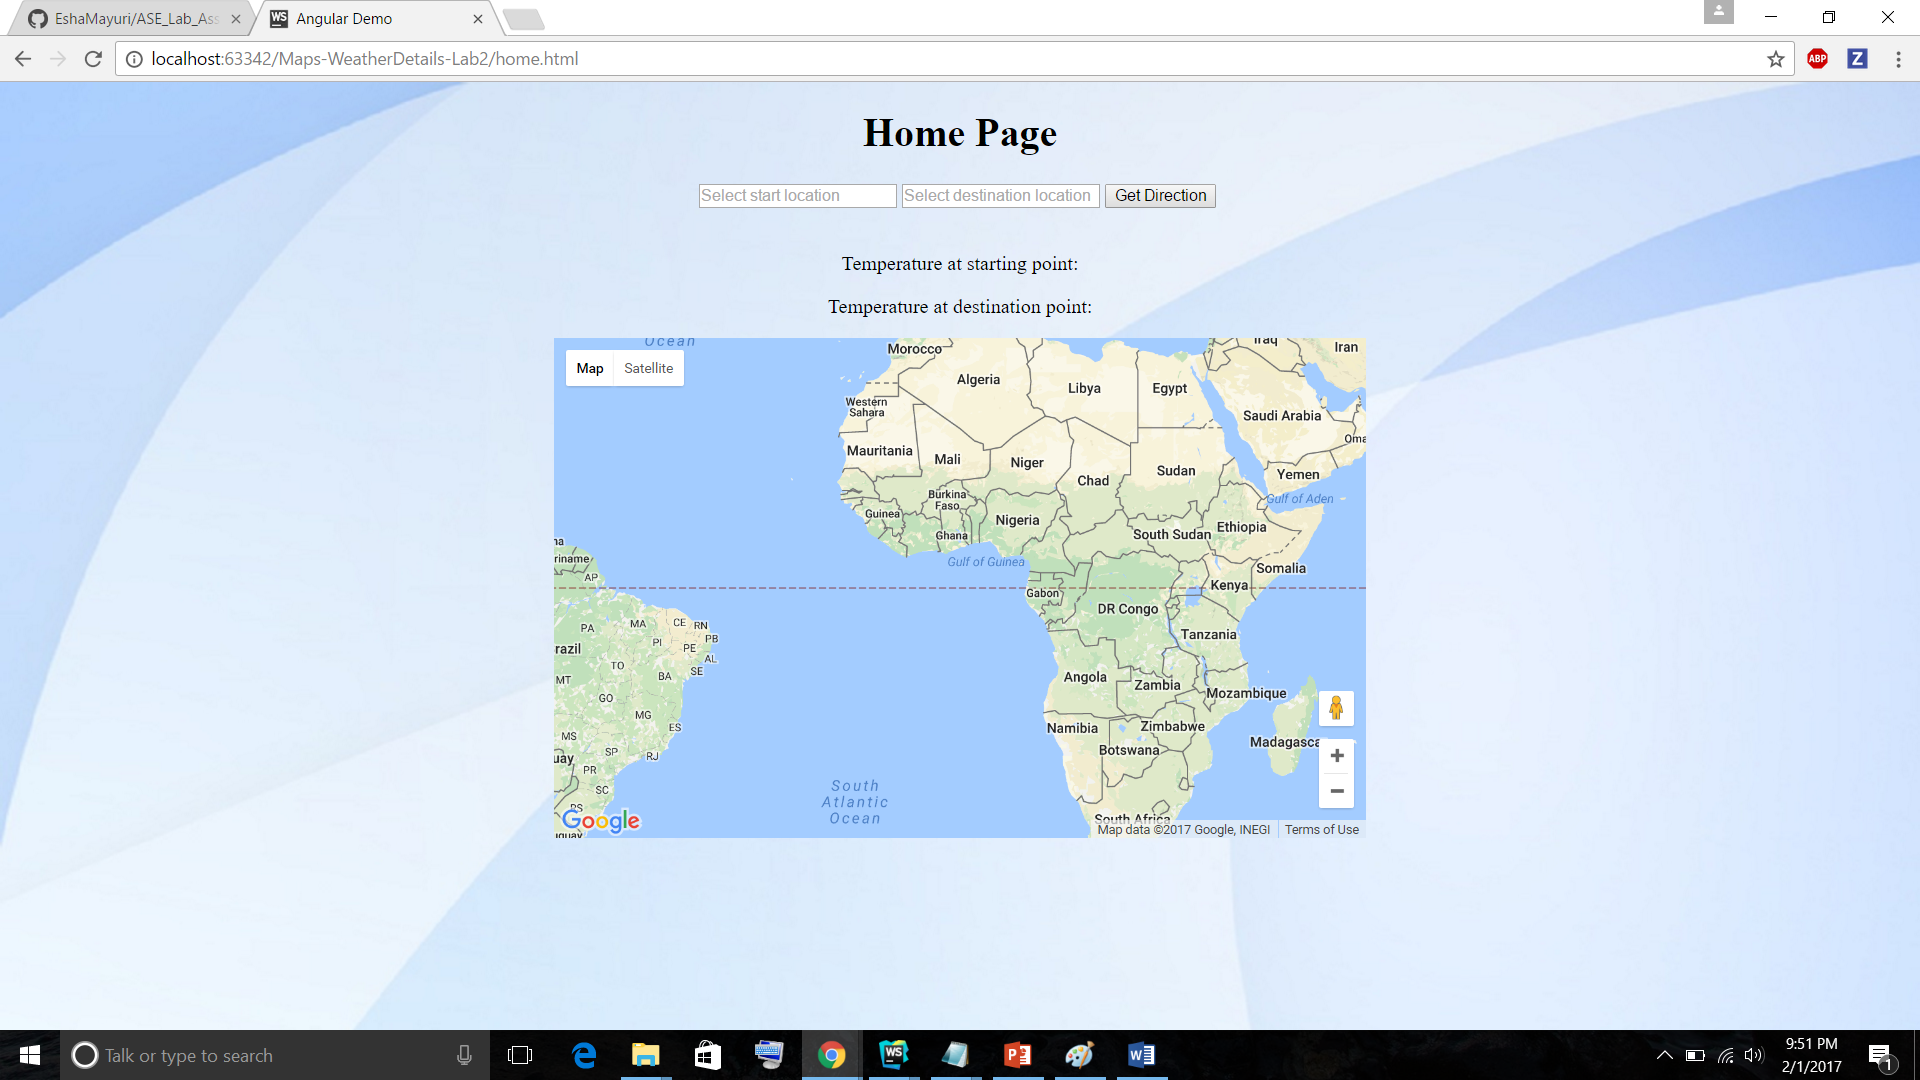 EshaMayuri/ASE_Lab_Ass
WS Angular Demo
localhost:63342/Maps-WeatherDetails-Lab2/home.html
ABP
Z
Home Page
Select start location Select destination location Get Direction
Temperature at starting point:
Temperature at destination point:
Ocean
Map Satellite
Morocco
Iraq
Iran
Algeria
Libya
Egypt
Western
Sahara
Saudi Arabia
Oma
Mauritania
Mali
Niger
Chad
Sudan
Yemen
Gulf of Aden
Burkina
Faso
Guinea
Nigeria
Ethiopia
Ghana
South Sudan
na
riname
Gulf of Guinea
Somalia
AP
Kenya
Gabon
DR Congo
PA
MA
CE
RN
PI
PB
PE
Tanzania
razil
AL
TO
SE
BA
MT
Angola
Zambia
Mozambique
GO
MG
ES
Namibia
Zimbabwe
MS
SP
RJ
Botswana
Madagasca
uay
PR
SC
South
Atlantic
Ocean
RS
Google
South Africa
uguay
Map data ©2017 Google, INEGI Terms of Use
Talk or type to search
WS
9:51 PM
2/1/2017
1